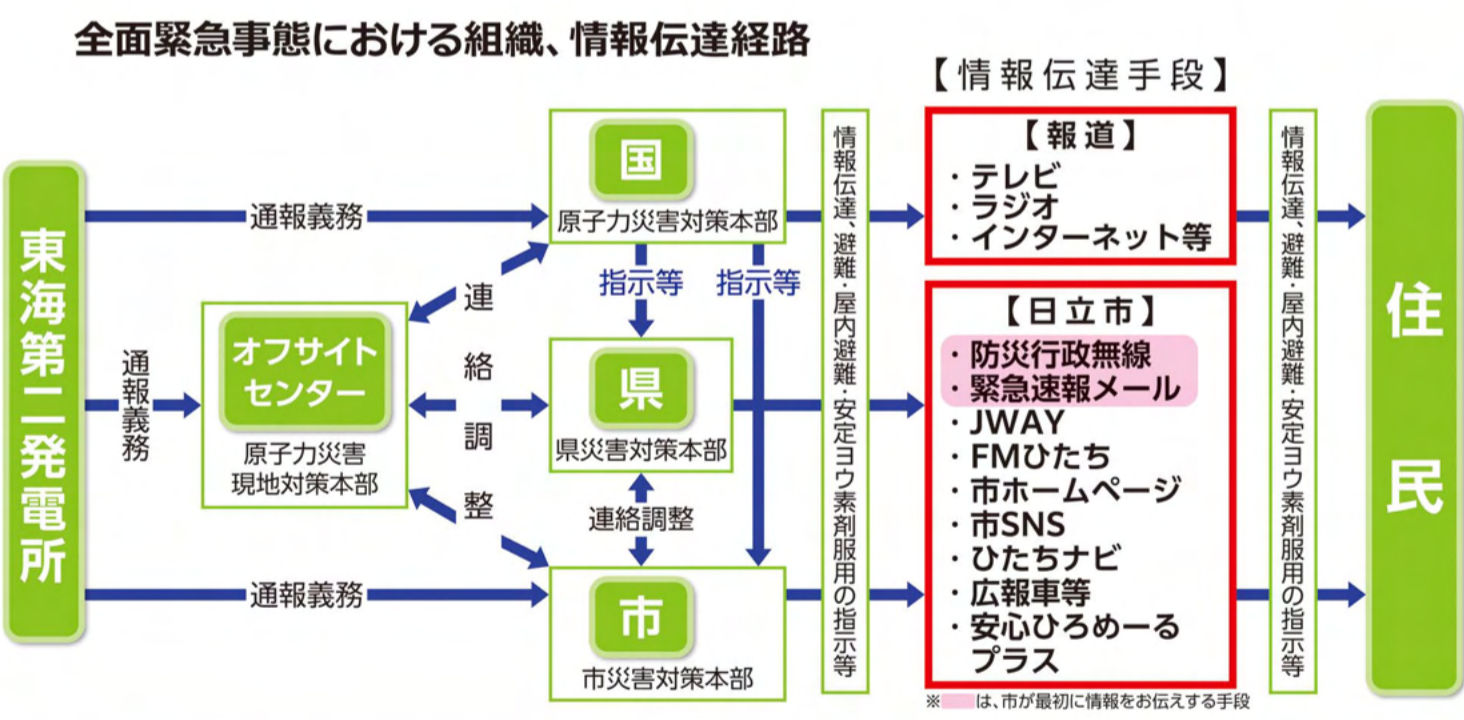 全面緊急事態における組織、情報伝達経路
【情報伝達手段】
東海第二発電所
通報義務
通報義務
通報義務
オフサイト
センター
原子力災害
現地対策本部
連絡調整
国
原子力災害対策本部
指示等
指示等
県
県災害対策本部
連絡調整
市
市災害対策本部
情報伝達、避難・屋内避難・安定ヨウ素剤服用の指示等
【報道】
・テレビ
・ラジオ
・インターネット等
【日立市】
・防災行政無線
・緊急速報メール
・JWAY
・FMひたち
・市ホームページ
・市SNS
・ひたちナビ
・広報車等
・安心ひろめーる
プラス
※ は、市が最初に情報をお伝えする手段
情報伝達、避難・屋内避難・安定ヨウ素剤服用の指示等
住民